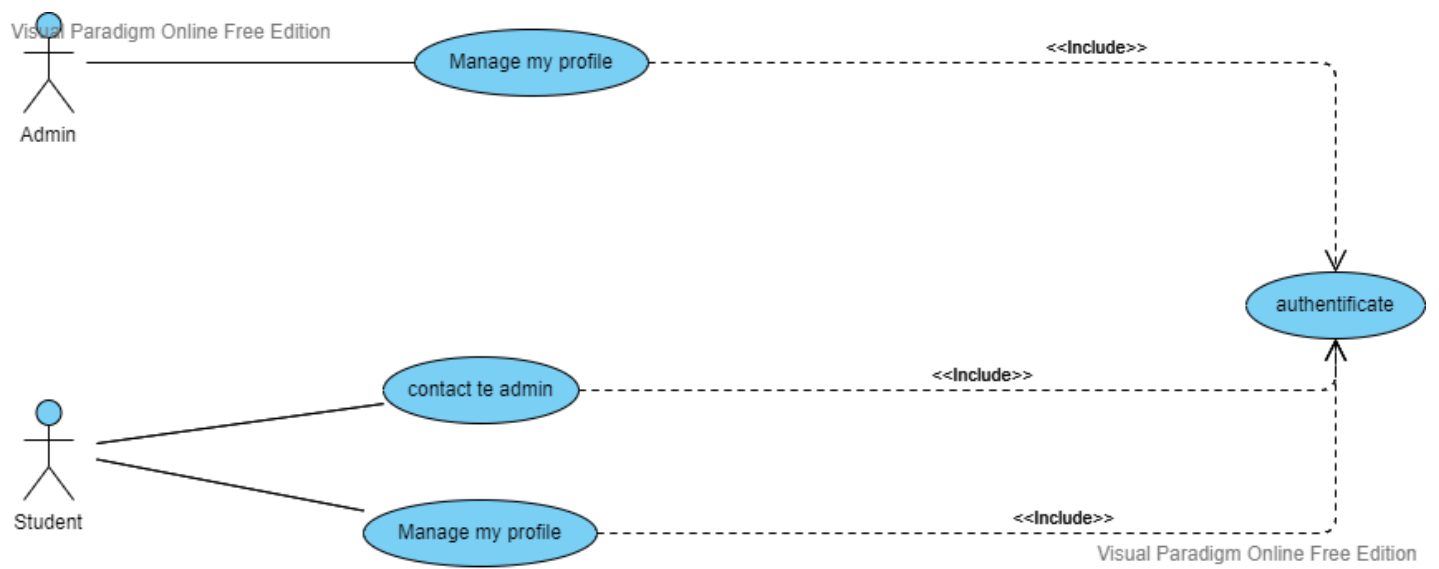 Visual Paradigm Online Free Edition
Manage my profile
<<Include>>
Admin
authentificate
contact te admin
<<Include>>
Student
Manage my profile
<<Include>>
Visual Paradigm Online Free Edition